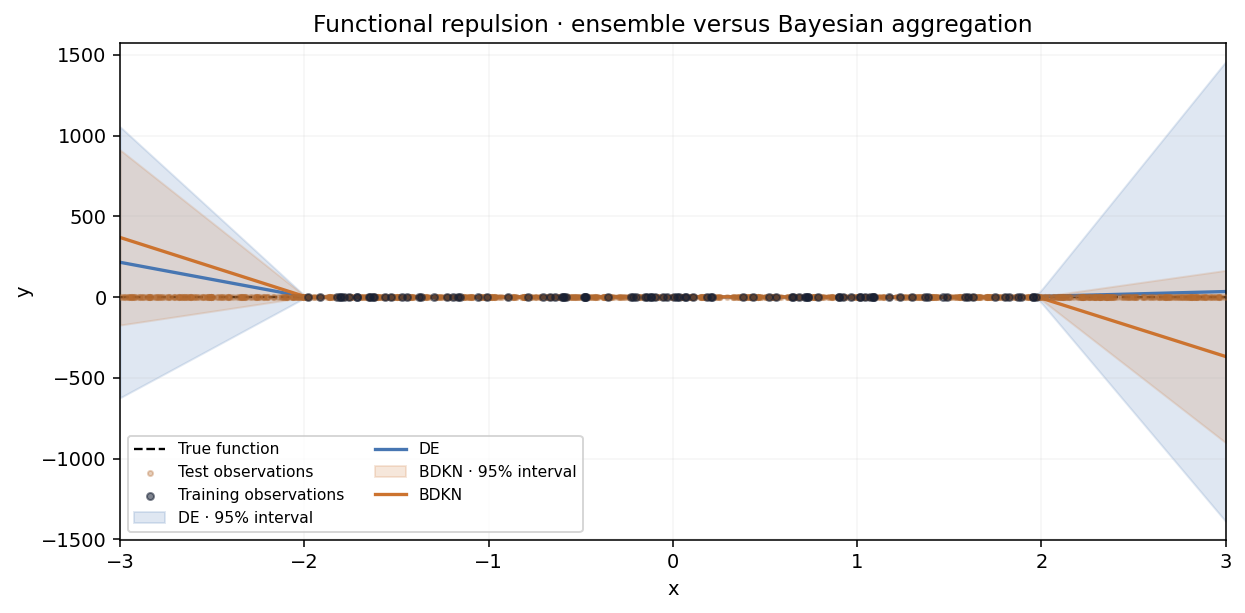 Functional repulsion · ensemble versus Bayesian aggregation
y
1500
1000
500
0
−500
−1000
−1500
True function
Test observations
Training observations
DE · 95% interval
DE
BDKN · 95% interval
BDKN
−3 −2 −1 0 1 2 3
x